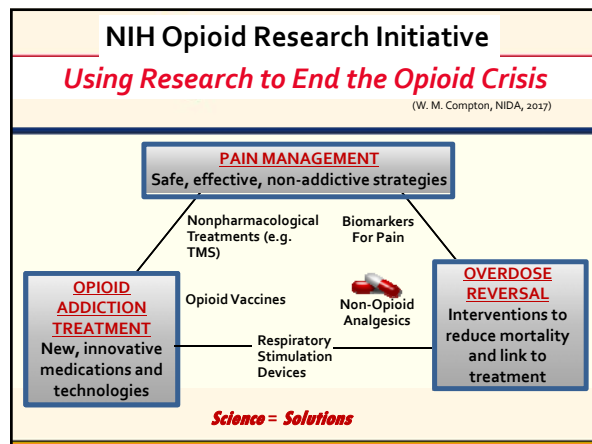 NIH Opioid Research Initiative
Using Research to End the Opioid Crisis
(W. M. Compton, NIDA, 2017)
PAIN MANAGEMENT
Safe, effective, non-addictive strategies
Nonpharmacological
Treatments (e.g.
TMS)
Biomarkers
For Pain
OPIOID
ADDICTION
TREATMENT
New, innovative
medications and
technologies
Opioid Vaccines
Non-Opioid
Analgesics
Respiratory
Stimulation
Devices
OVERDOSE
REVERSAL
Interventions to
reduce mortality
and link to
treatment
Science = Solutions